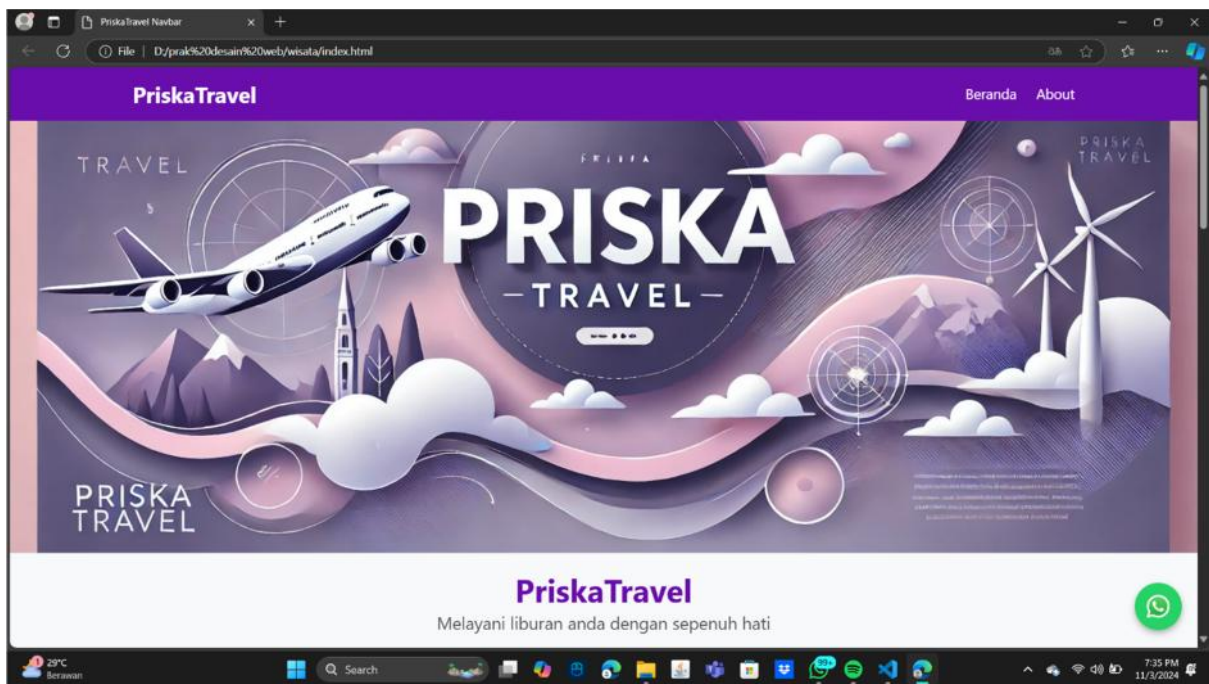 PriskaTravel Navbar
File | D:/prak%20desain%20web/wisata/index.html
PriskaTravel
Beranda About
TRAVEL
PRISKA
TRAVEL
PRISKA
– TRAVEL –
PRISKA
TRAVEL
PriskaTravel
Melayani liburan anda dengan sepenuh hati
29°C
Berawan
Search
99+
7:35 PM
11/3/2024